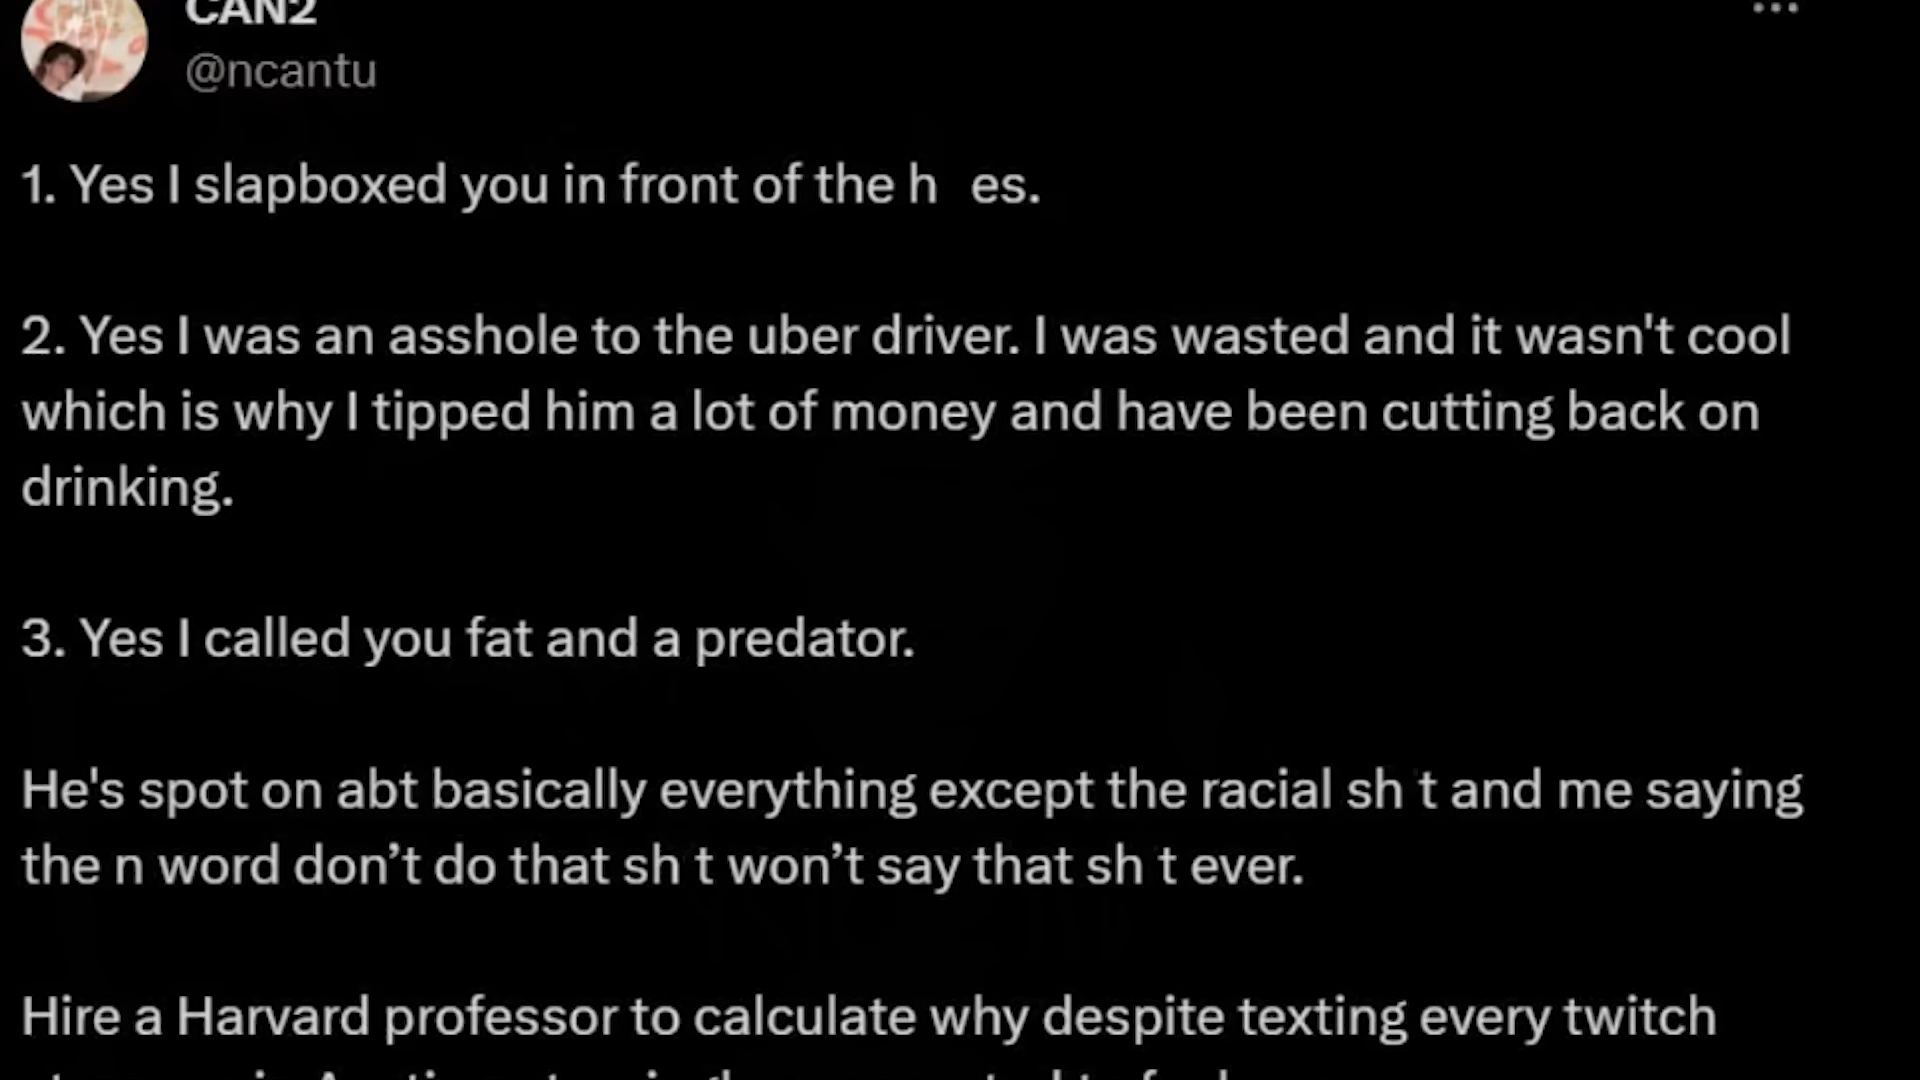 CAN2
@ncantu
1. Yes I slapboxed you in front of the h es.
2. Yes I was an asshole to the uber driver. I was wasted and it wasn't cool
which is why I tipped him a lot of money and have been cutting back on
drinking.
3. Yes I called you fat and a predator.
He's spot on abt basically everything except the racial sh t and me saying
the n word don’t do that sh t won’t say that sh t ever.
Hire a Harvard professor to calculate why despite texting every twitch